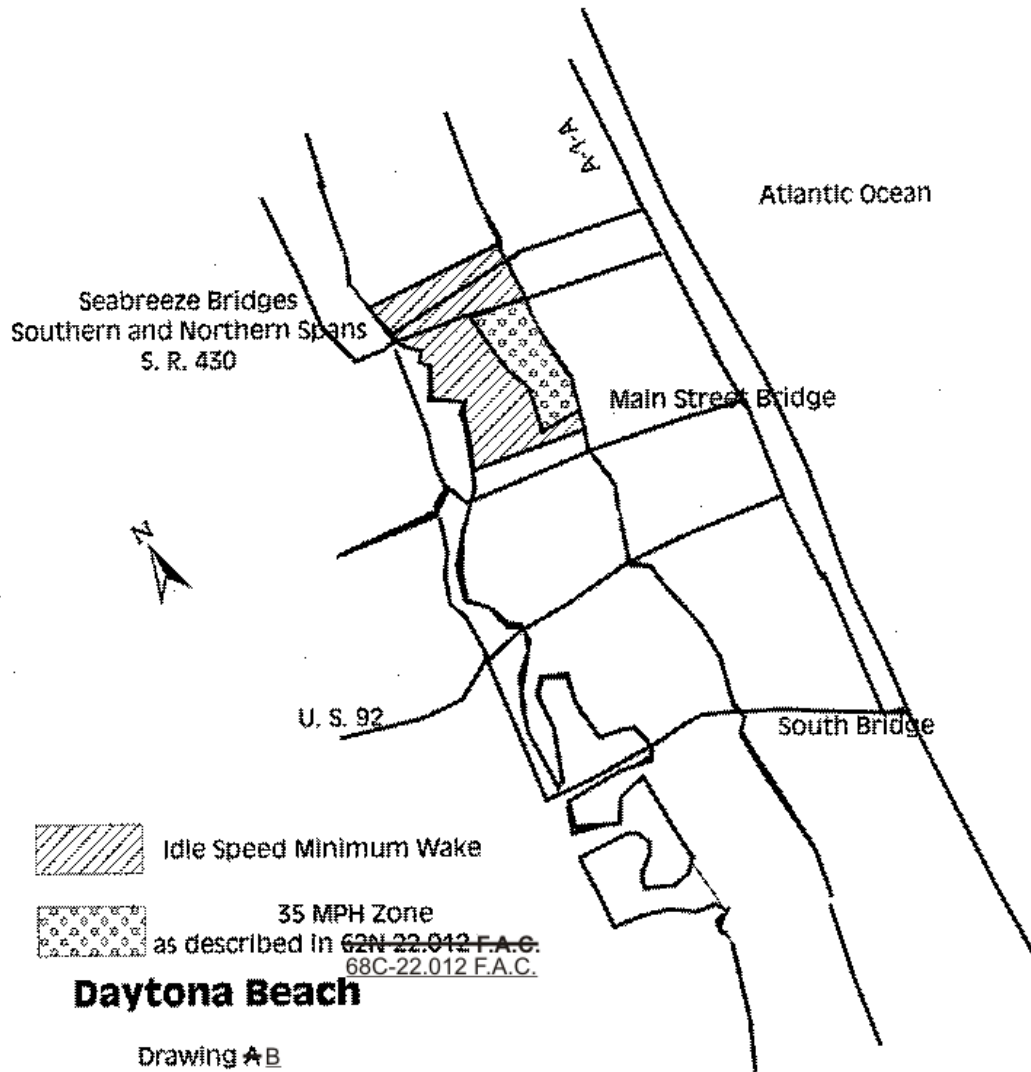 A-1-A
Atlantic Ocean
Seabreeze Bridges
Southern and Northern Spans
S. R. 430
Main Street Bridge
N
U. S. 92
South Bridge
Idle Speed Minimum Wake
35 MPH Zone
as described in 62N-22.012 F.A.C.
68C-22.012 F.A.C.
Daytona Beach
Drawing A B